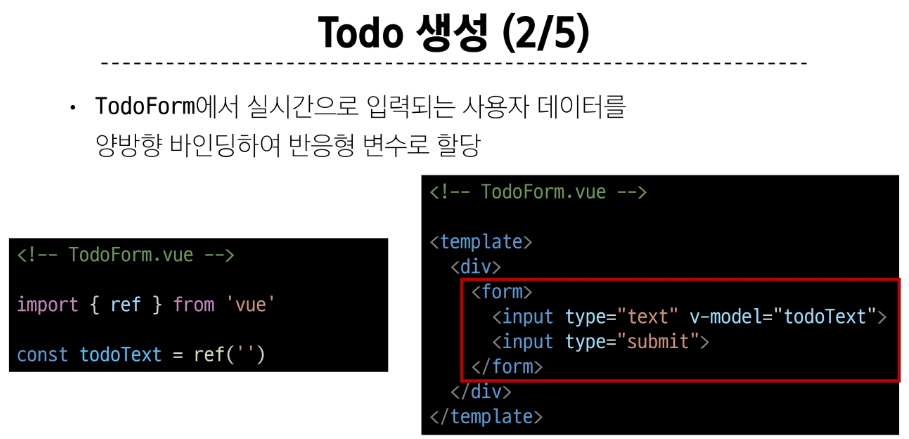 Todo 생성 (2/5)
• TodoForm에서 실시간으로 입력되는 사용자 데이터를
양방향 바인딩하여 반응형 변수로 할당
<!-- TodoForm.vue -->
import { ref } from 'vue'
const todoText = ref('')
<!-- TodoForm.vue -->
<template>
  <div>
    <form>
      <input type="text" v-model="todoText">
      <input type="submit">
    </form>
  </div>
</template>